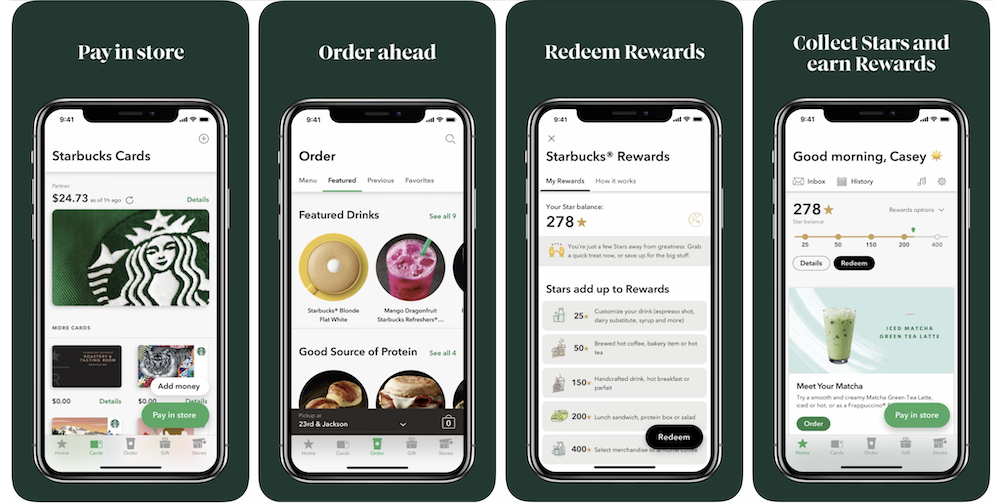 Pay in store
9:41
Starbucks Cards
Partner
$24.73 as of 1h ago
Details
MORE CARDS
STARBUCKS RESERVE
ROASTERY &
TASTING ROOM
$0.00 Details
$0.00 Details
Add money
Pay in store
Home Cards Order Gift Stores
Order ahead
9:41
Order
Menu Featured Previous Favorites
Featured Drinks See all 9
Starbucks® Blonde
Flat White
Mango Dragonfruit
Starbucks Refreshers®...
Good Source of Protein See all 4
Pickup at
23rd & Jackson
0
Home Cards Order Gift Stores
Redeem Rewards
9:41
Starbucks® Rewards
My Rewards How it works
Your Star balance:
278
You're just a few Stars away from greatness. Grab
a quick treat now, or save up for the big stuff.
Stars add up to Rewards
25 Customize your drink (espresso shot,
dairy substitute, syrup and more)
50 Brewed hot coffee, bakery item or hot
tea
150 Handcrafted drink, hot breakfast or
parfait
200 Lunch sandwich, protein box or salad
400 Select merchandise or at-home coffee
Redeem
Collect Stars and
earn Rewards
9:41
Good morning, Casey
Inbox History
278
Star balance
Rewards options
25 50 150 200 400
Details Redeem
ICED MATCHA
GREEN TEA LATTE
Meet Your Matcha
Try a smooth and creamy Matcha Green Tea Latte,
iced or hot, or as a Frappuccino®
Order
Pay in store
Home Cards Order Gift Stores